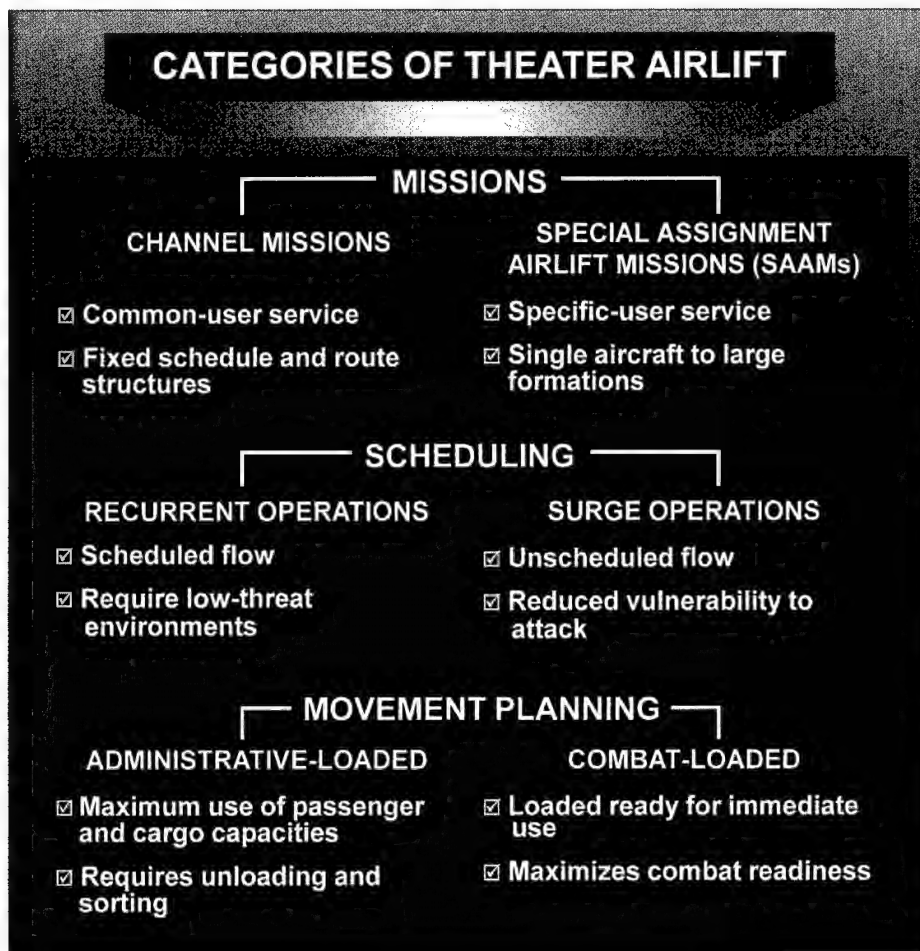 CATEGORIES OF THEATER AIRLIFT
MISSIONS
CHANNEL MISSIONS
☑ Common-user service
☑ Fixed schedule and route
structures
SPECIAL ASSIGNMENT
AIRLIFT MISSIONS (SAAMs)
☑ Specific-user service
☑ Single aircraft to large
formations
SCHEDULING
RECURRENT OPERATIONS
☑ Scheduled flow
☑ Require low-threat
environments
SURGE OPERATIONS
☑ Unscheduled flow
☑ Reduced vulnerability to
attack
MOVEMENT PLANNING
ADMINISTRATIVE-LOADED
☑ Maximum use of passenger
and cargo capacities
☑ Requires unloading and
sorting
COMBAT-LOADED
☑ Loaded ready for immediate
use
☑ Maximizes combat readiness